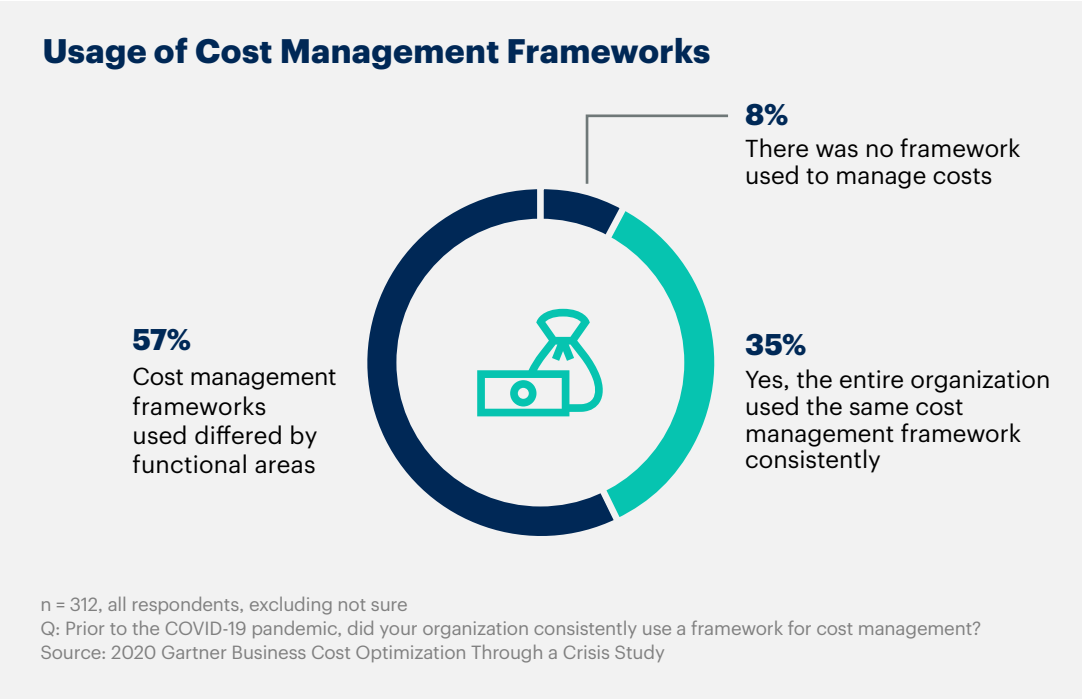 Usage of Cost Management Frameworks
8%
There was no framework
used to manage costs
57%
Cost management
frameworks
used differed by
functional areas
35%
Yes, the entire organization
used the same cost
management framework
consistently
n = 312, all respondents, excluding not sure
Q: Prior to the COVID-19 pandemic, did your organization consistently use a framework for cost management?
Source: 2020 Gartner Business Cost Optimization Through a Crisis Study